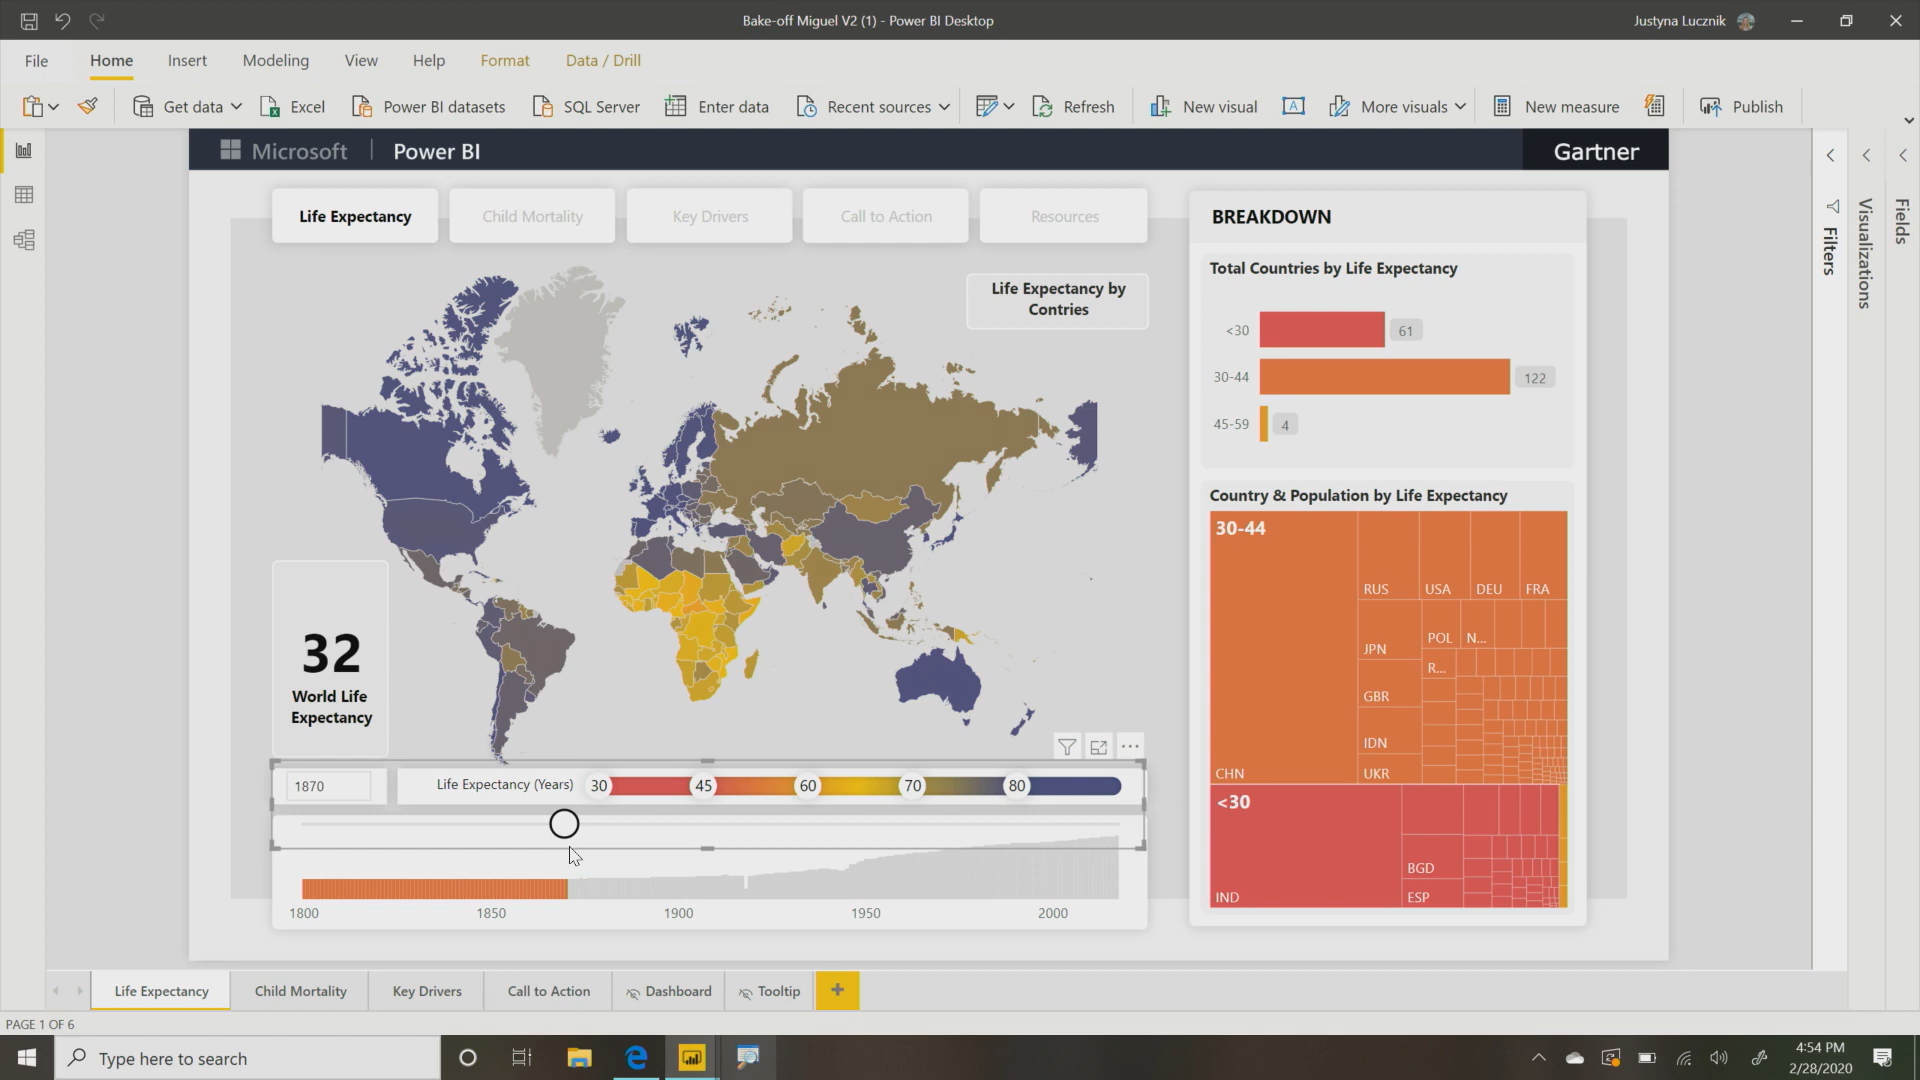 Bake-off Miguel V2 (1) - Power BI Desktop
Justyna Lucznik
File Home Insert Modeling View Help Format Data / Drill
Get data Excel Power BI datasets SQL Server Enter data Recent sources Refresh New visual More visuals New measure Publish
Microsoft Power BI
Gartner
Life Expectancy
Child Mortality
Key Drivers
Call to Action
Resources
Life Expectancy by
Contries
32
World Life
Expectancy
1870
Life Expectancy (Years) 30 45 60 70 80
1800 1850 1900 1950 2000
BREAKDOWN
Total Countries by Life Expectancy
<30 61
30-44 122
45-59 4
Country & Population by Life Expectancy
30-44
RUS USA DEU FRA
POL N...
JPN
R...
GBR
IDN
CHN UKR
<30
BGD
IND ESP
Filters
Visualizations
Fields
Life Expectancy Child Mortality Key Drivers Call to Action Dashboard Tooltip +
PAGE 1 OF 6
Type here to search
4:54 PM
2/28/2020